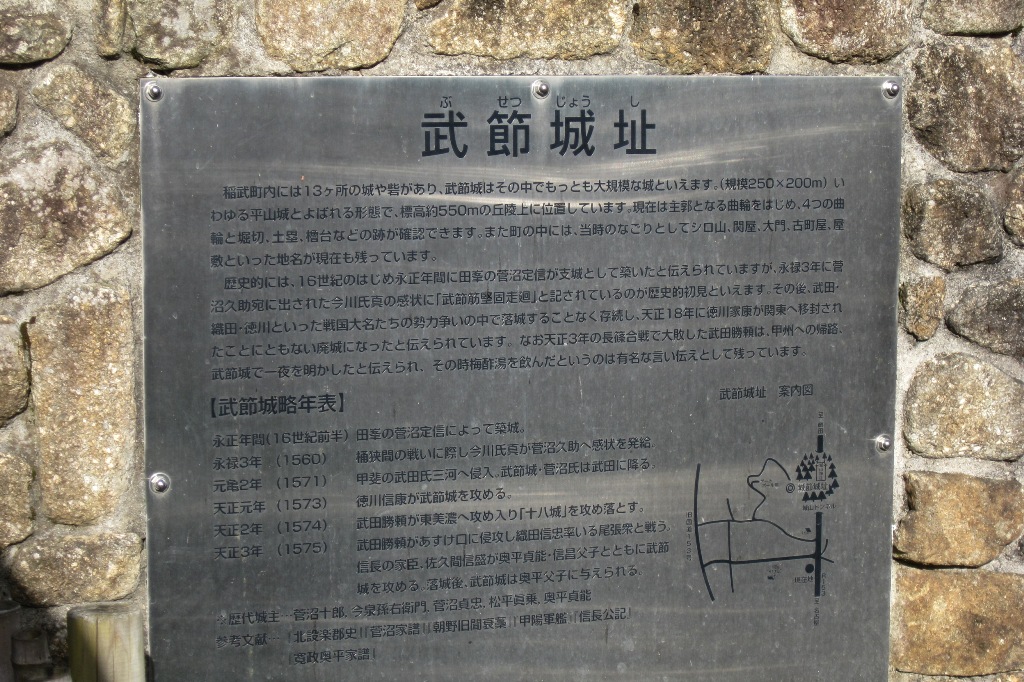 ぶ せつ じょう し
武節城址
稲武町内には13ヶ所の城や砦があり、武節城はその中でもっとも大規模な城といえます。(規模250×200m) い
わゆる平山城とよばれる形態で、標高約550mの丘陵上に位置しています。現在は主郭となる曲輪をはじめ、4つの曲
輪と堀切、土塁、櫓台などの跡が確認できます。また町の中には、当時のなごりとしてシロ山、関屋、大門、古町屋、屋
敷といった地名が現在も残っています。
歴史的には、16世紀のはじめ永正年間に田峯の菅沼定信が支城として築いたと伝えられていますが、永禄3年に菅
沼久助宛に出された今川氏真の感状に「武節筋堅固走廻」と記されているのが歴史的初見といえます。その後、武田・
織田・徳川といった戦国大名たちの勢力争いの中で落城することなく存続し、天正18年に徳川家康が関東へ移封され
たことにともない廃城になったと伝えられています。なお天正3年の長篠合戦で大敗した武田勝頼は、甲州への帰路、
武節城で一夜を明かしたと伝えられ、その時梅酢湯を飲んだというのは有名な言い伝えとして残っています。
【武節城略年表】
永正年間(16世紀前半) 田峯の菅沼定信によって築城。
永禄3年 (1560) 桶狭間の戦いに際し今川氏真が菅沼久助へ感状を発給。
元亀2年 (1571) 甲斐の武田氏三河へ侵入。武節城・菅沼氏は武田に降る。
天正元年 (1573) 徳川信康が武節城を攻める。
天正2年 (1574) 武田勝頼が東美濃へ攻め入り「十八城」を攻め落とす。
天正3年 (1575) 武田勝頼があすけ口に侵攻し織田信忠率いる尾張衆と戦う。
信長の家臣、佐久間信盛が奥平貞能・信昌父子とともに武節
城を攻める。落城後、武節城は奥平父子に与えられる。
※歴代城主…菅沼十郎、今泉孫右衛門、菅沼貞忠、松平眞乗、奥平貞能
参考文献…「北設楽郡史」「菅沼家譜」「朝野旧聞裒藁」「甲陽軍鑑」「信長公記」
「寛政奥平家譜」
武節城址 案内図
武節城址
城山トンネル
国道153号